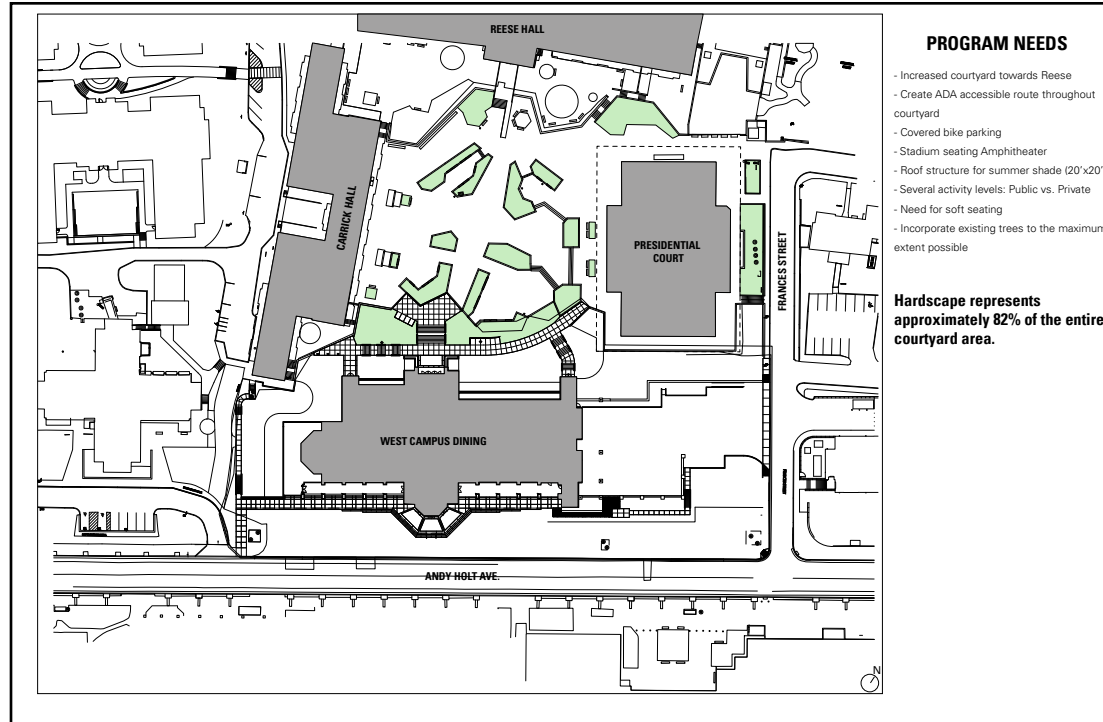 REESE HALL
CARRICK HALL
PRESIDENTIAL
COURT
FRANCES STREET
WEST CAMPUS DINING
ANDY HOLT AVE.
N
PROGRAM NEEDS
- Increased courtyard towards Reese
- Create ADA accessible route throughout
courtyard
- Covered bike parking
- Stadium seating Amphitheater
- Roof structure for summer shade (20'x20'
- Several activity levels: Public vs. Private
- Need for soft seating
- Incorporate existing trees to the maximum
extent possible
Hardscape represents
approximately 82% of the entire
courtyard area.